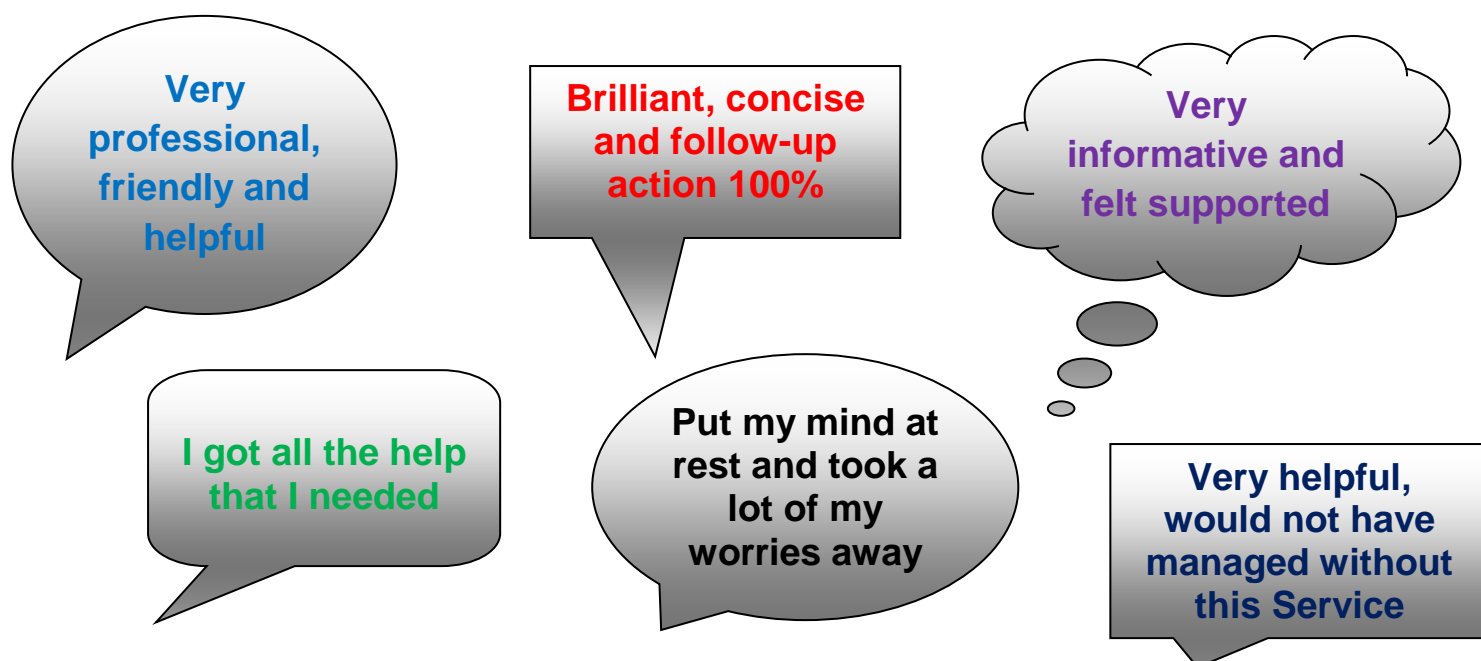 Very
professional,
friendly and
helpful
Brilliant, concise
and follow-up
action 100%
Very
informative and
felt supported
I got all the help
that I needed
Put my mind at
rest and took a
lot of my
worries away
Very helpful,
would not have
managed without
this Service